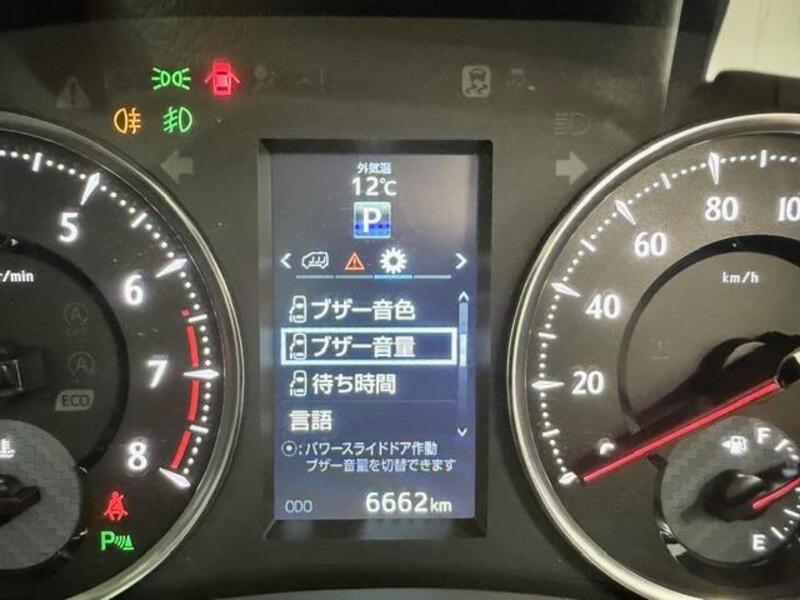 外気温
12℃
P
ブザー音色
ブザー音量
待ち時間
言語
:パワースライドドア作動
ブザー音量を切替できます
ODO 6662km
5
6
7
8
r/min
ECO
P
20
40
60
80
10
km/h
F
E